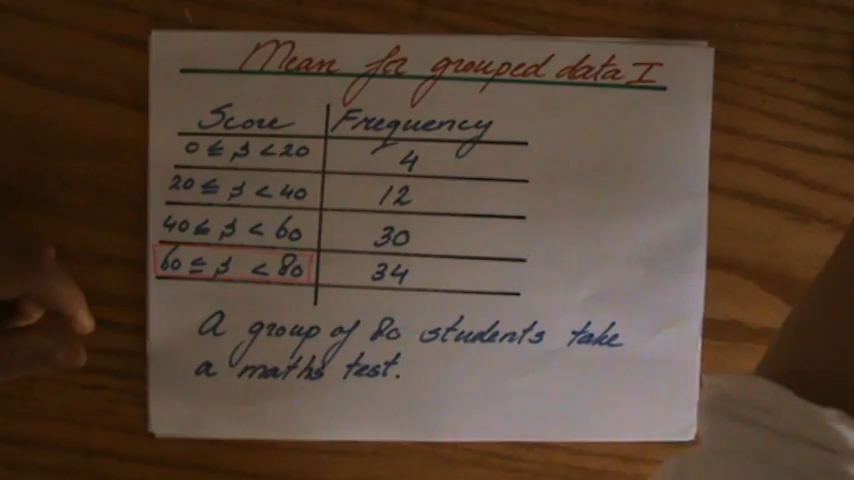 Mean for grouped data I
Score Frequency
0 ≤ s < 20 4
20 ≤ s < 40 12
40 ≤ s < 60 30
60 ≤ s < 80 34
A group of 80 students take
a maths test.